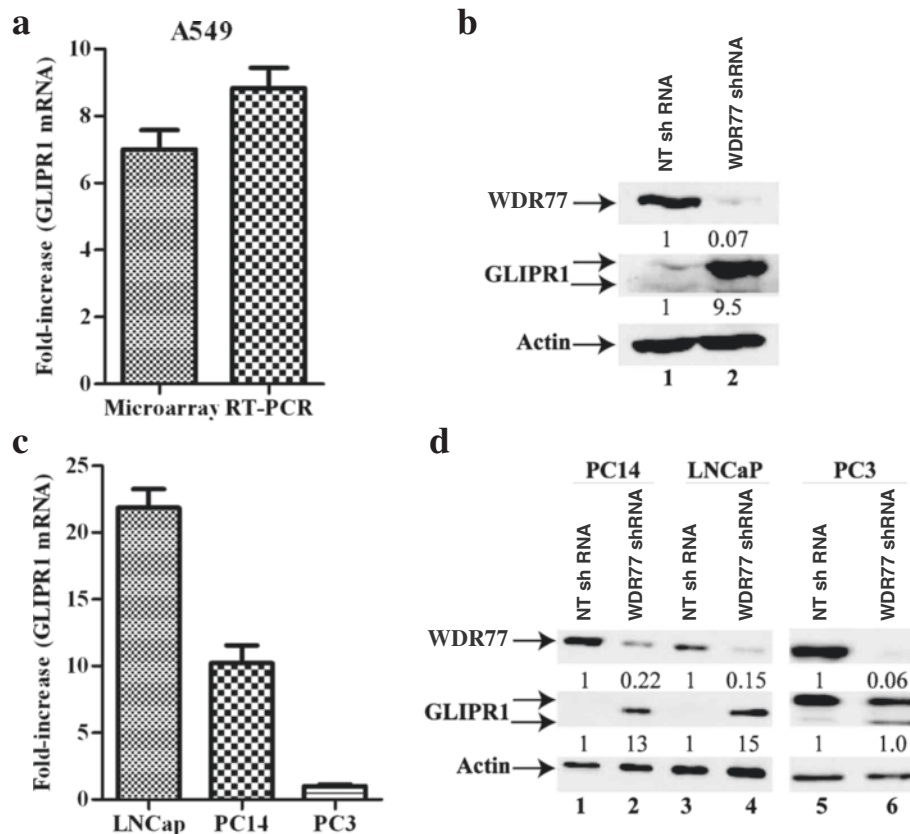 a
A549
Fold-increase (GLIPR1 mRNA)
10
8
6
4
2
0
Microarray RT-PCR
b
NT sh RNA
WDR77 shRNA
WDR77
1 0.07
GLIPR1
1 9.5
Actin
1 2
c
Fold-increase (GLIPR1 mRNA)
25
20
15
10
5
0
LNCap PC14 PC3
d
PC14 LNCaP PC3
NT sh RNA
WDR77 shRNA
NT sh RNA
WDR77 shRNA
NT sh RNA
WDR77 shRNA
WDR77
1 0.22 1 0.15 1 0.06
GLIPR1
1 13 1 15 1 1.0
Actin
1 2 3 4 5 6